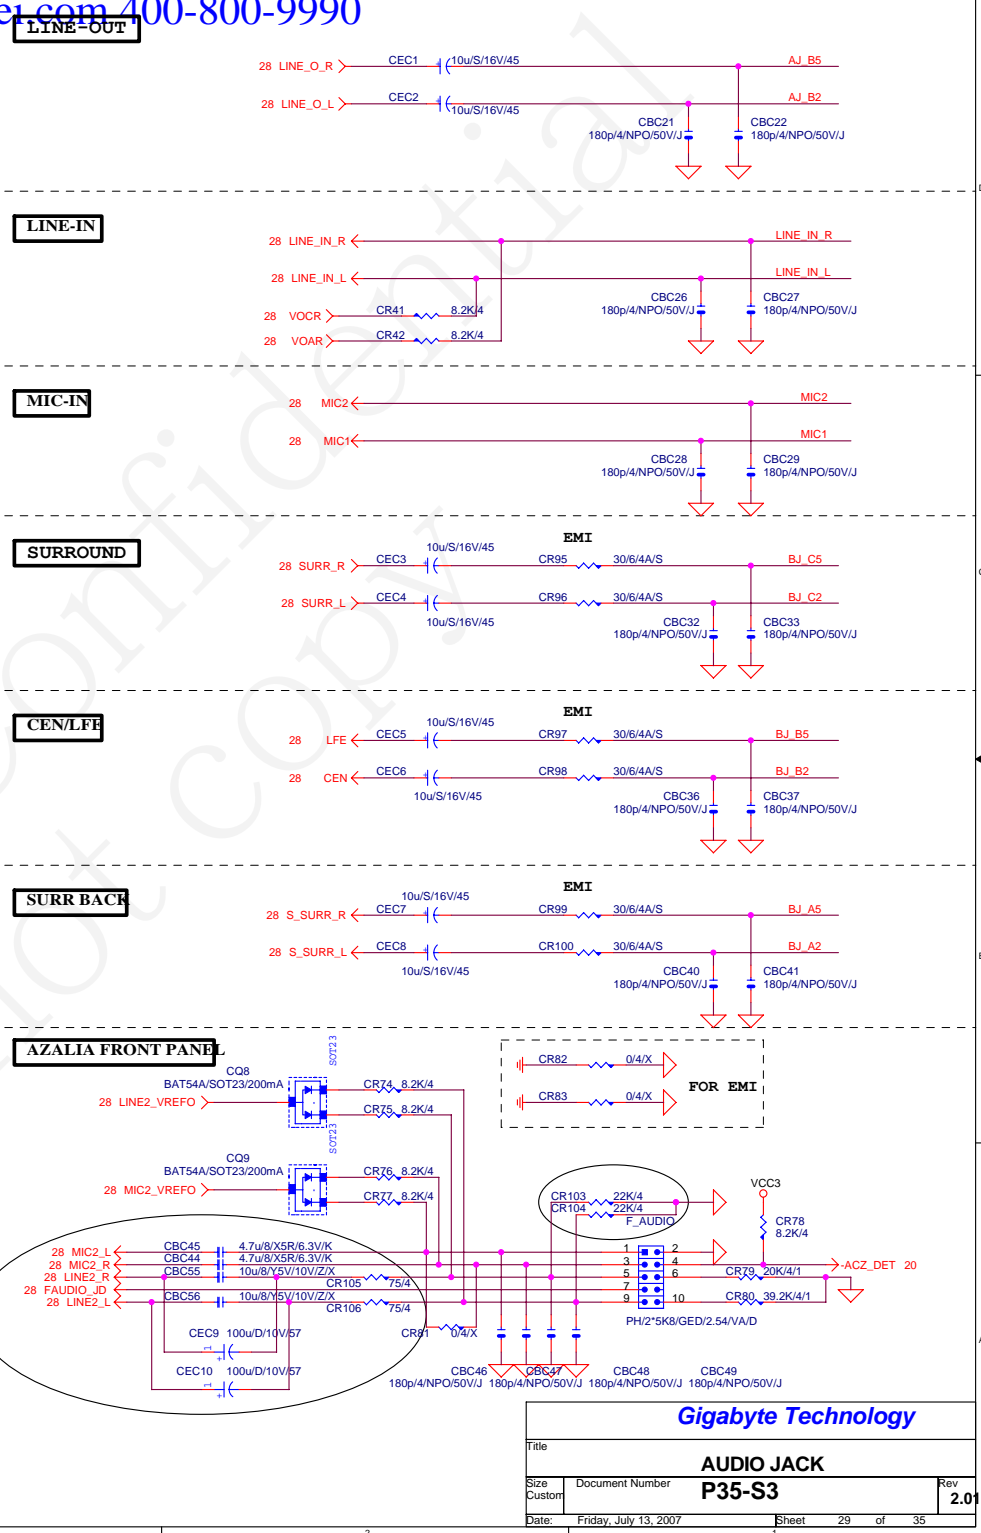 er.com 400-800-9990
LINE-OUT
28 LINE_O_R CEC1 10u/S/16V/45 AJ_B5
28 LINE_O_L CEC2 10u/S/16V/45 AJ_B2
CBC21 CBC22
180p/4/NPO/50V/J 180p/4/NPO/50V/J
D
LINE-IN
28 LINE_IN_R LINE_IN_R
28 LINE_IN_L LINE_IN_L
CBC26 CBC27
180p/4/NPO/50V/J 180p/4/NPO/50V/J
28 VOCR CR41 8.2K/4
28 VOAR CR42 8.2K/4
MIC-IN
28 MIC2 MIC2
28 MIC1 MIC1
CBC28 CBC29
180p/4/NPO/50V/J 180p/4/NPO/50V/J
SURROUND
EMI
10u/S/16V/45
28 SURR_R CEC3 CR95 30/6/4A/S BJ_C5
28 SURR_L CEC4 CR96 30/6/4A/S BJ_C2
10u/S/16V/45
CBC32 CBC33
180p/4/NPO/50V/J 180p/4/NPO/50V/J
C
CEN/LFE
EMI
10u/S/16V/45
28 LFE CEC5 CR97 30/6/4A/S BJ_B5
28 CEN CEC6 CR98 30/6/4A/S BJ_B2
10u/S/16V/45
CBC36 CBC37
180p/4/NPO/50V/J 180p/4/NPO/50V/J
SURR BACK
EMI
10u/S/16V/45
28 S_SURR_R CEC7 CR99 30/6/4A/S BJ_A5
28 S_SURR_L CEC8 CR100 30/6/4A/S BJ_A2
10u/S/16V/45
CBC40 CBC41
180p/4/NPO/50V/J 180p/4/NPO/50V/J
B
AZALIA FRONT PANEL
SOT23
CQ8
BAT54A/SOT23/200mA
28 LINE2_VREFO
CR74 8.2K/4
CR75 8.2K/4
CR82 0/4/X
CR83 0/4/X
FOR EMI
SOT23
CQ9
BAT54A/SOT23/200mA
28 MIC2_VREFO
CR76 8.2K/4
CR77 8.2K/4
CR103 22K/4
CR104 22K/4
F_AUDIO
VCC3
CR78
8.2K/4
28 MIC2_L CBC45 4.7u/8/X5R/6.3V/K 1 2
28 MIC2_R CBC44 4.7u/8/X5R/6.3V/K 3 4 -ACZ_DET 20
28 LINE2_R CBC55 10u/8/Y5V/10V/Z/X CR105 75/4 5 6 CR79 20K/4/1
28 FAUDIO_JD 7
28 LINE2_L CBC56 10u/8/Y5V/10V/Z/X CR106 75/4 9 10 CR80 39.2K/4/1
PH/2*5K8/GED/2.54/VA/D
CEC9 100u/D/10V/57
1
CR81 0/4/X
CEC10 100u/D/10V/57
1
CBC46 CBC47 CBC48 CBC49
180p/4/NPO/50V/J 180p/4/NPO/50V/J 180p/4/NPO/50V/J 180p/4/NPO/50V/J
A
Gigabyte Technology
Title
AUDIO JACK
Size Document Number Rev
Custom P35-S3 2.01
Date: Friday, July 13, 2007 Sheet 29 of 35
2 1
Confidential
not copy